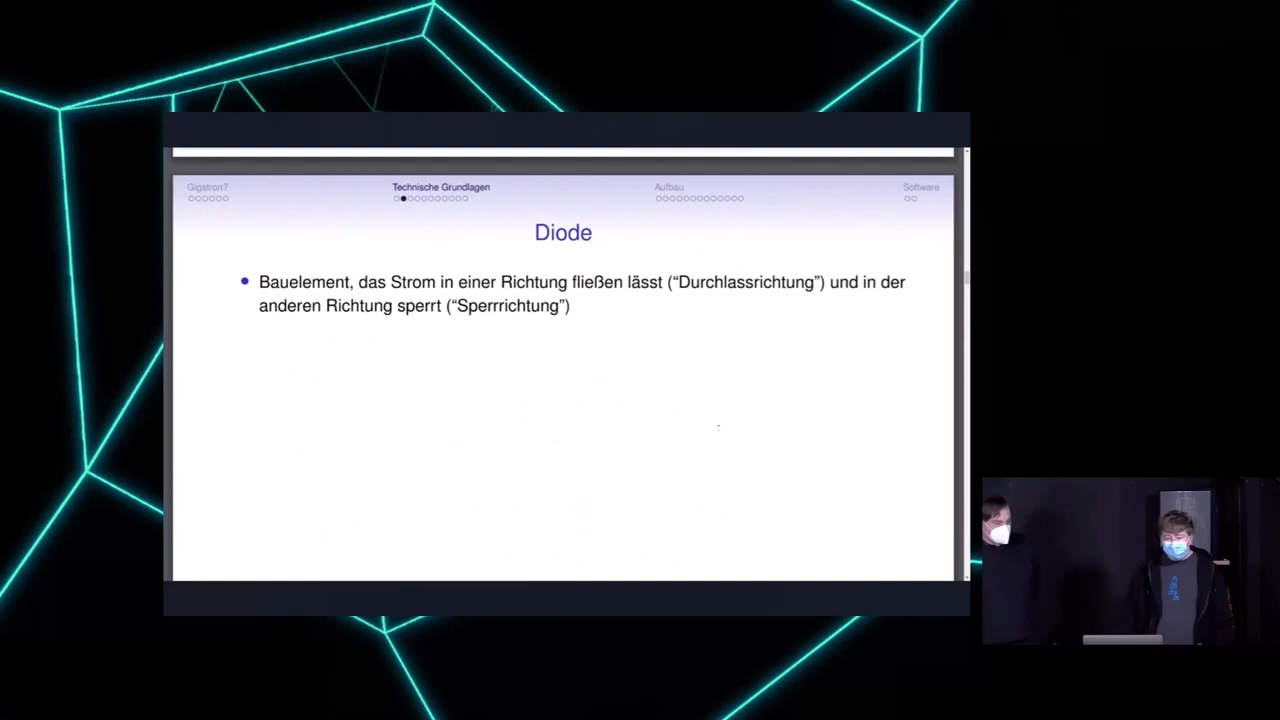 Gigatron?
Technische Grundlagen
Aufbau
Software
Diode
Bauelement, das Strom in einer Richtung fließen lässt (“Durchlassrichtung”) und in der
anderen Richtung sperrt (“Sperrrichtung”)